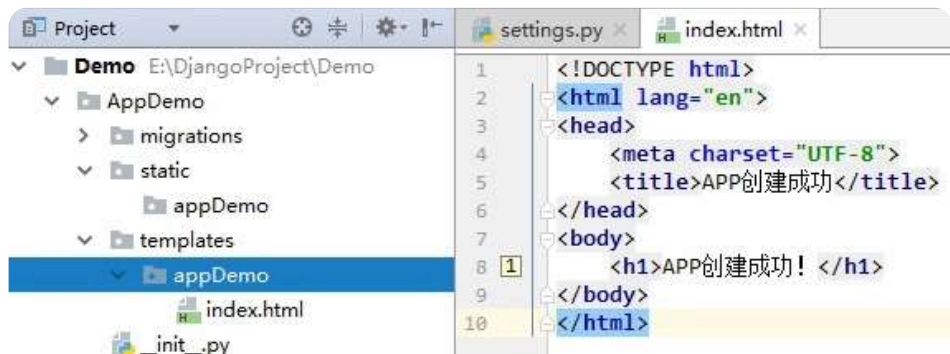 Project
Demo E:\DjangoProject\Demo
AppDemo
migrations
static
appDemo
templates
appDemo
index.html
__init__.py
settings.py index.html
1 <!DOCTYPE html>
2 <html lang="en">
3 <head>
4 <meta charset="UTF-8">
5 <title>APP创建成功</title>
6 </head>
7 <body>
8 1 <h1>APP创建成功！</h1>
9 </body>
10 </html>